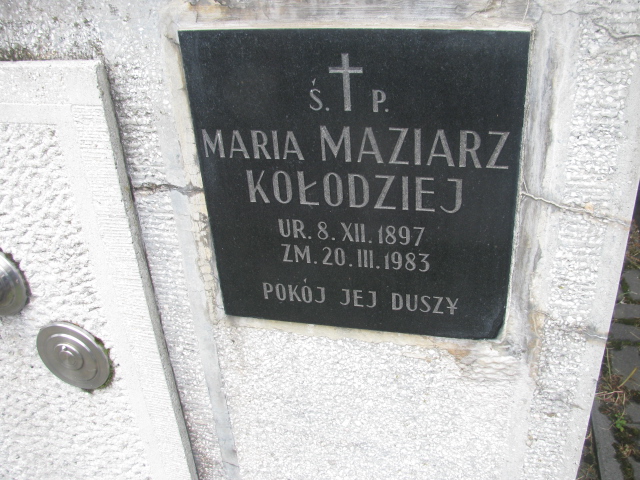 Ś. P.
MARIA MAZIARZ
KOŁODZIEJ
UR. 8. XII. 1897
ZM. 20. III. 1983
POKÓJ JEJ DUSZY